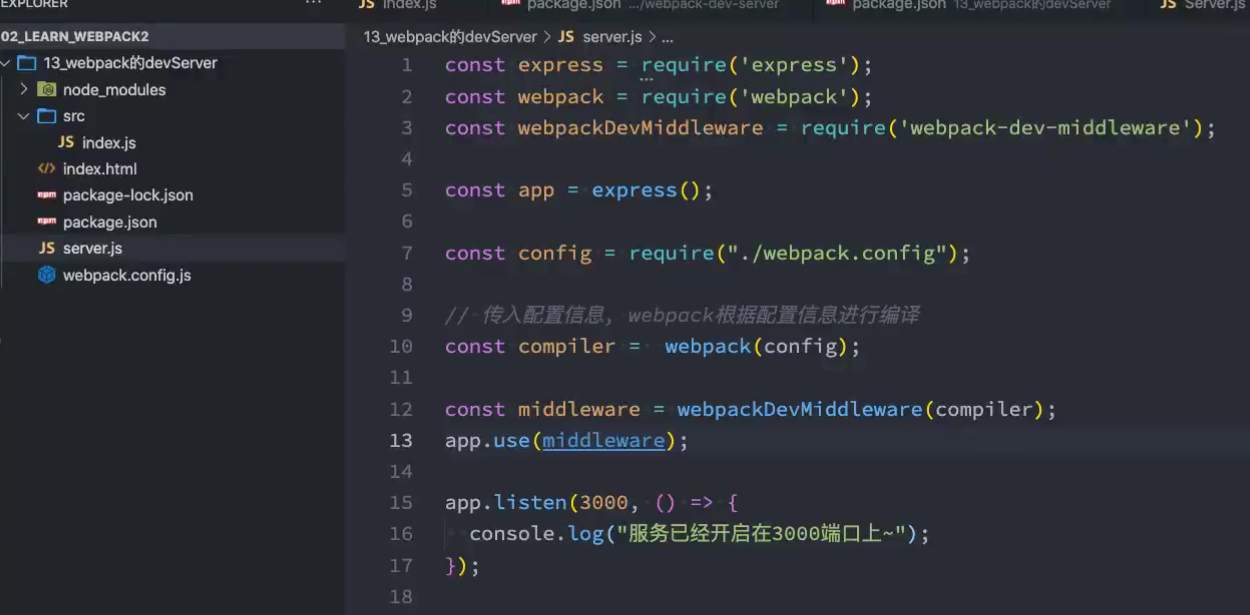 EXPLORER
···
JS index.js
package.json .../webpack-dev-server
package.json 13_webpack的devServer
JS Server.js
02_LEARN_WEBPACK2
13_webpack的devServer
node_modules
src
JS index.js
index.html
package-lock.json
package.json
JS server.js
webpack.config.js
13_webpack的devServer > JS server.js > ...
1 const express = require('express');
2 const webpack = require('webpack');
3 const webpackDevMiddleware = require('webpack-dev-middleware');
4
5 const app = express();
6
7 const config = require("./webpack.config");
8
9 // 传入配置信息, webpack根据配置信息进行编译
10 const compiler =  webpack(config);
11
12 const middleware = webpackDevMiddleware(compiler);
13 app.use(middleware);
14
15 app.listen(3000, () => {
16   console.log("服务已经开启在3000端口上~");
17 });
18